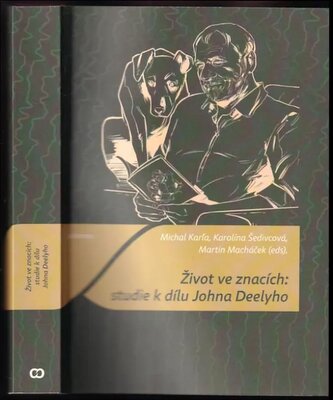 Michal Karľa, Karolína Šedivcová,
Martin Macháček (eds).
Život ve znacích:
studie k dílu Johna Deelyho
Život ve znacích:
studie k dílu
Johna Deelyho